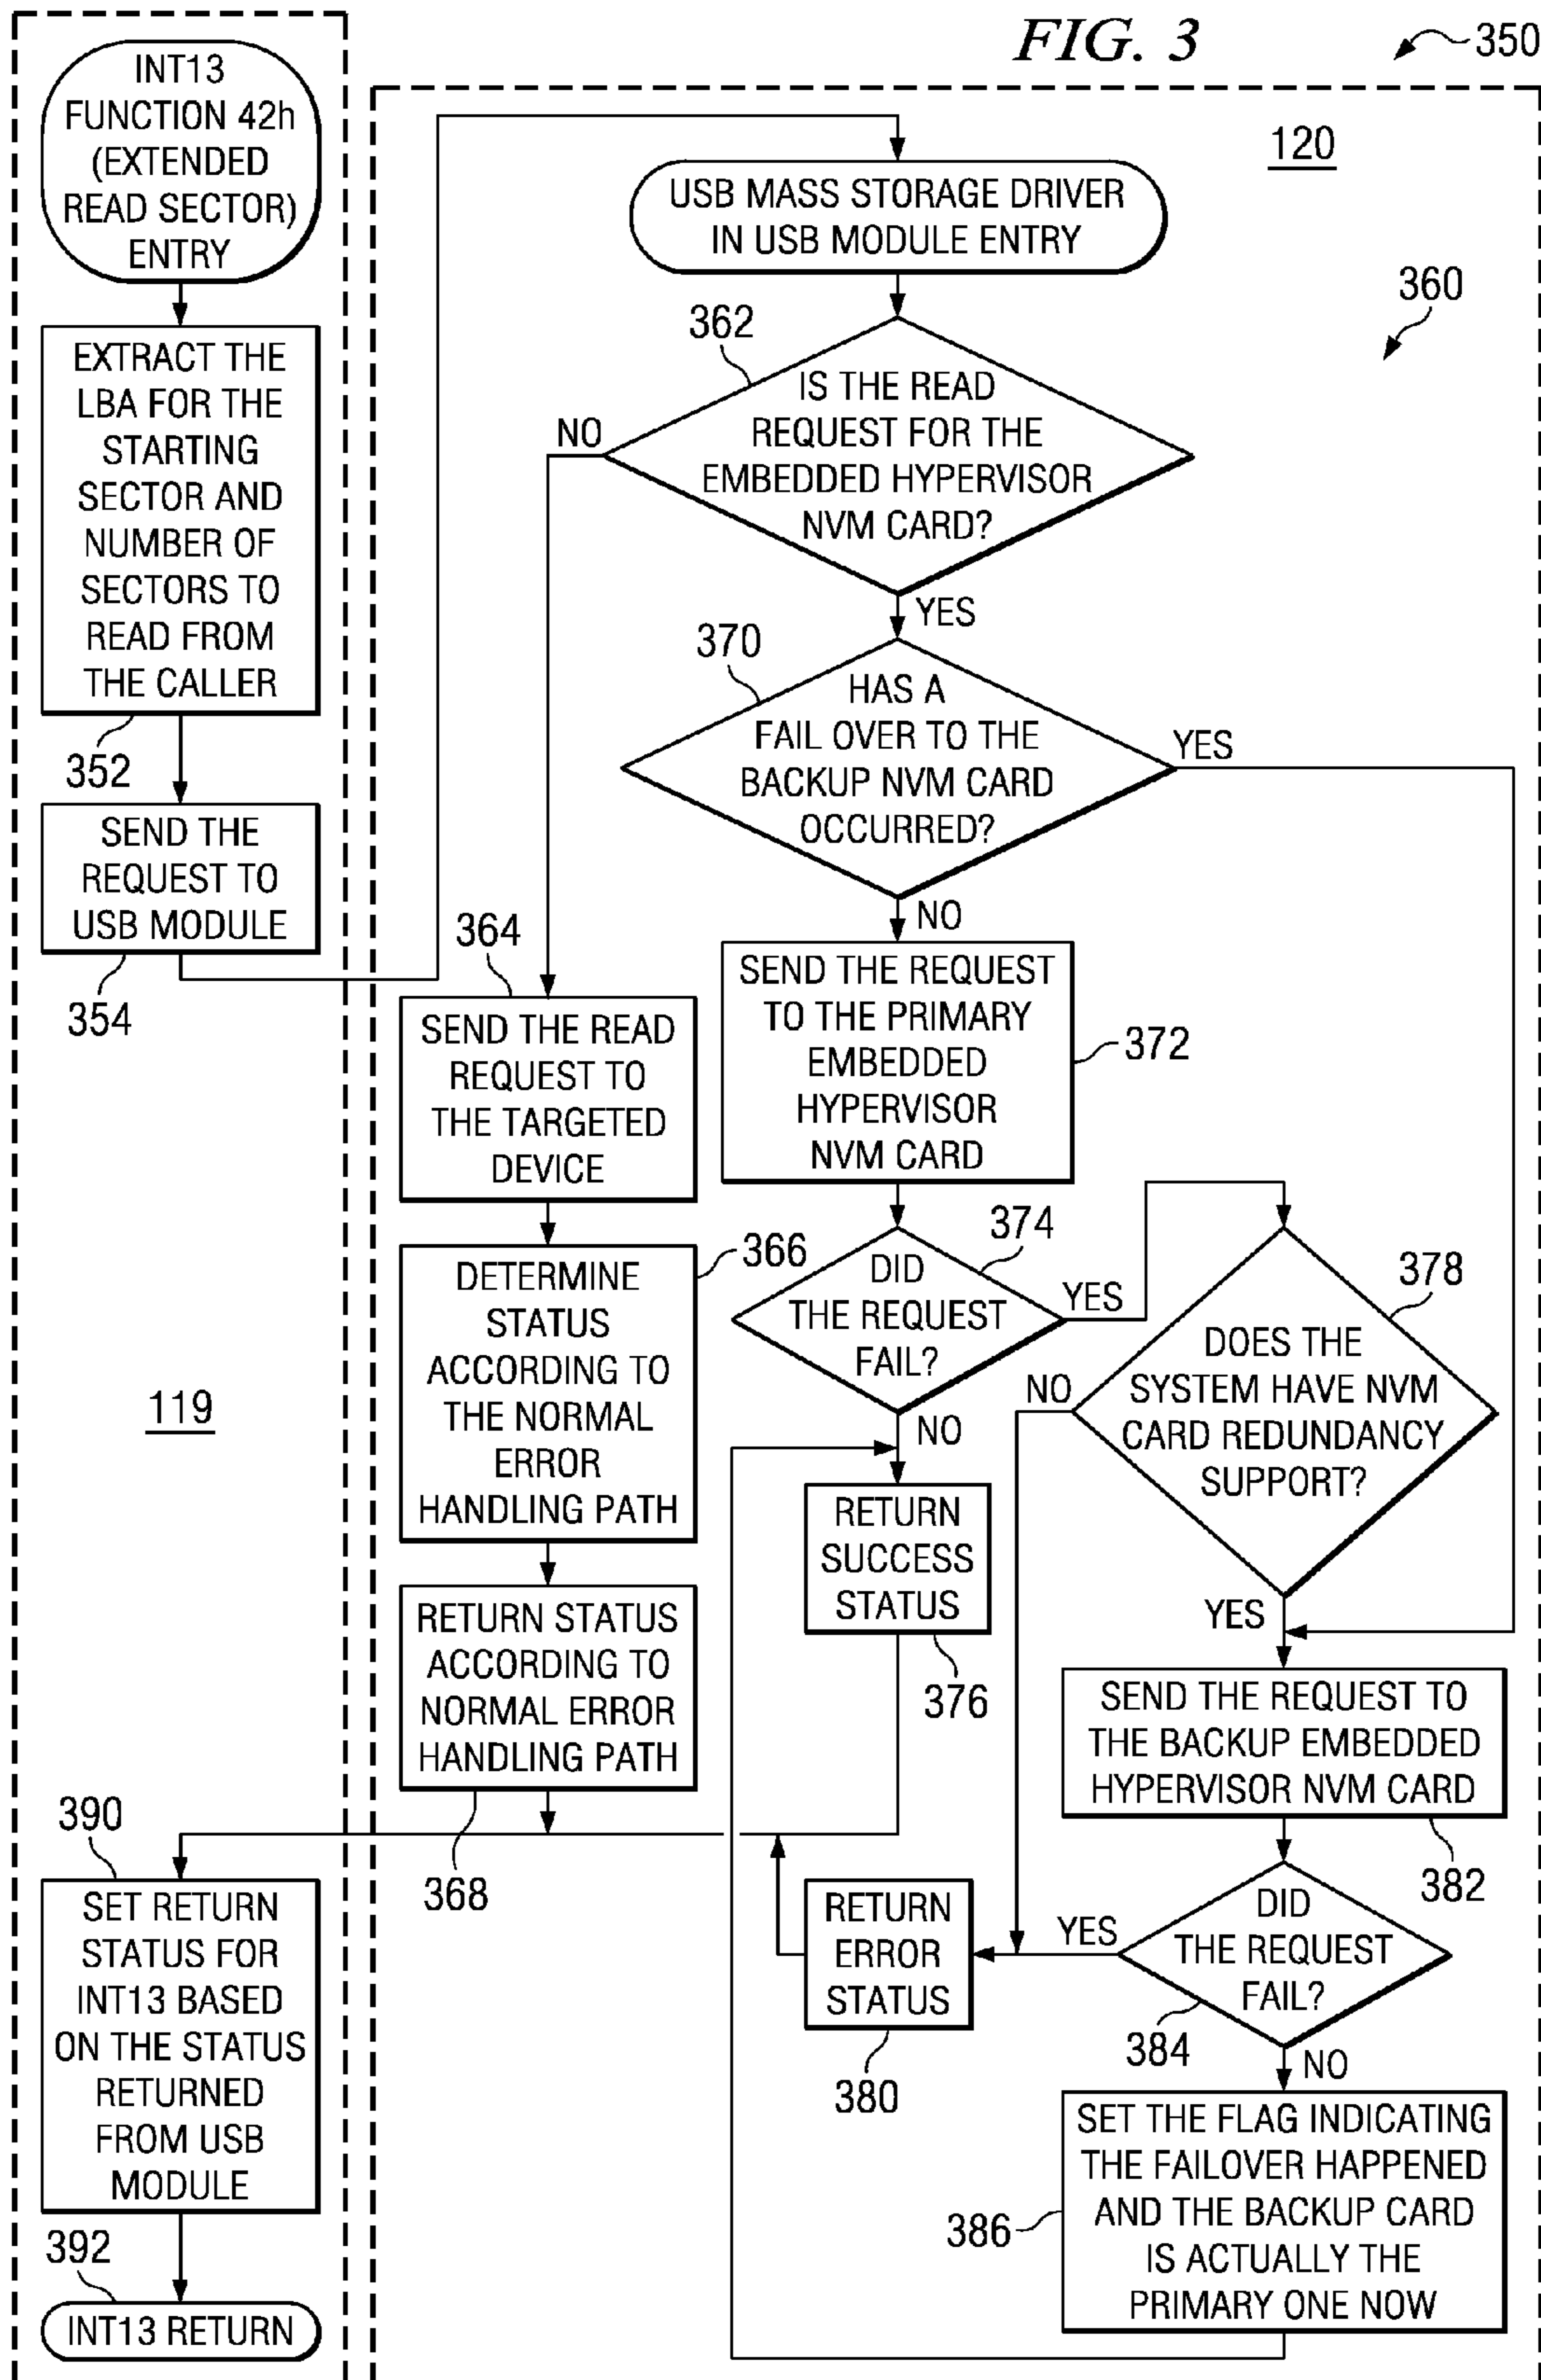 FIG. 3
350
INT13
FUNCTION 42h
(EXTENDED
READ SECTOR)
ENTRY
EXTRACT THE
LBA FOR THE
STARTING
SECTOR AND
NUMBER OF
SECTORS TO
READ FROM
THE CALLER
352
SEND THE
REQUEST TO
USB MODULE
354
119
390
SET RETURN
STATUS FOR
INT13 BASED
ON THE STATUS
RETURNED
FROM USB
MODULE
392
INT13 RETURN
120
360
USB MASS STORAGE DRIVER
IN USB MODULE ENTRY
362
IS THE READ
REQUEST FOR THE
EMBEDDED HYPERVISOR
NVM CARD?
NO
YES
364
SEND THE READ
REQUEST TO
THE TARGETED
DEVICE
366
DETERMINE
STATUS
ACCORDING TO
THE NORMAL
ERROR
HANDLING PATH
RETURN STATUS
ACCORDING TO
NORMAL ERROR
HANDLING PATH
368
370
HAS A
FAIL OVER TO THE
BACKUP NVM CARD
OCCURRED?
YES
NO
SEND THE REQUEST
TO THE PRIMARY
EMBEDDED
HYPERVISOR
NVM CARD
372
374
DID
THE REQUEST
FAIL?
YES
NO
RETURN
SUCCESS
STATUS
376
378
DOES THE
SYSTEM HAVE NVM
CARD REDUNDANCY
SUPPORT?
NO
YES
RETURN
ERROR
STATUS
380
SEND THE REQUEST TO
THE BACKUP EMBEDDED
HYPERVISOR NVM CARD
382
DID
THE REQUEST
FAIL?
YES
384
NO
SET THE FLAG INDICATING
THE FAILOVER HAPPENED
AND THE BACKUP CARD
IS ACTUALLY THE
PRIMARY ONE NOW
386